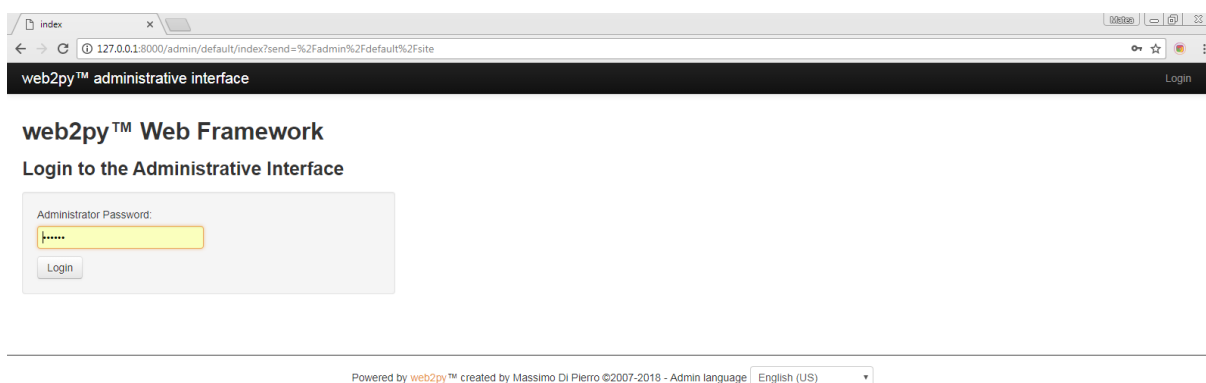 index
Matea
127.0.0.1:8000/admin/default/index?send=%2Fadmin%2Fdefault%2Fsite
web2py™ administrative interface
Login
web2py™ Web Framework
Login to the Administrative Interface
Administrator Password:
••••••
Login
Powered by web2py™ created by Massimo Di Pierro ©2007-2018 - Admin language English (US)